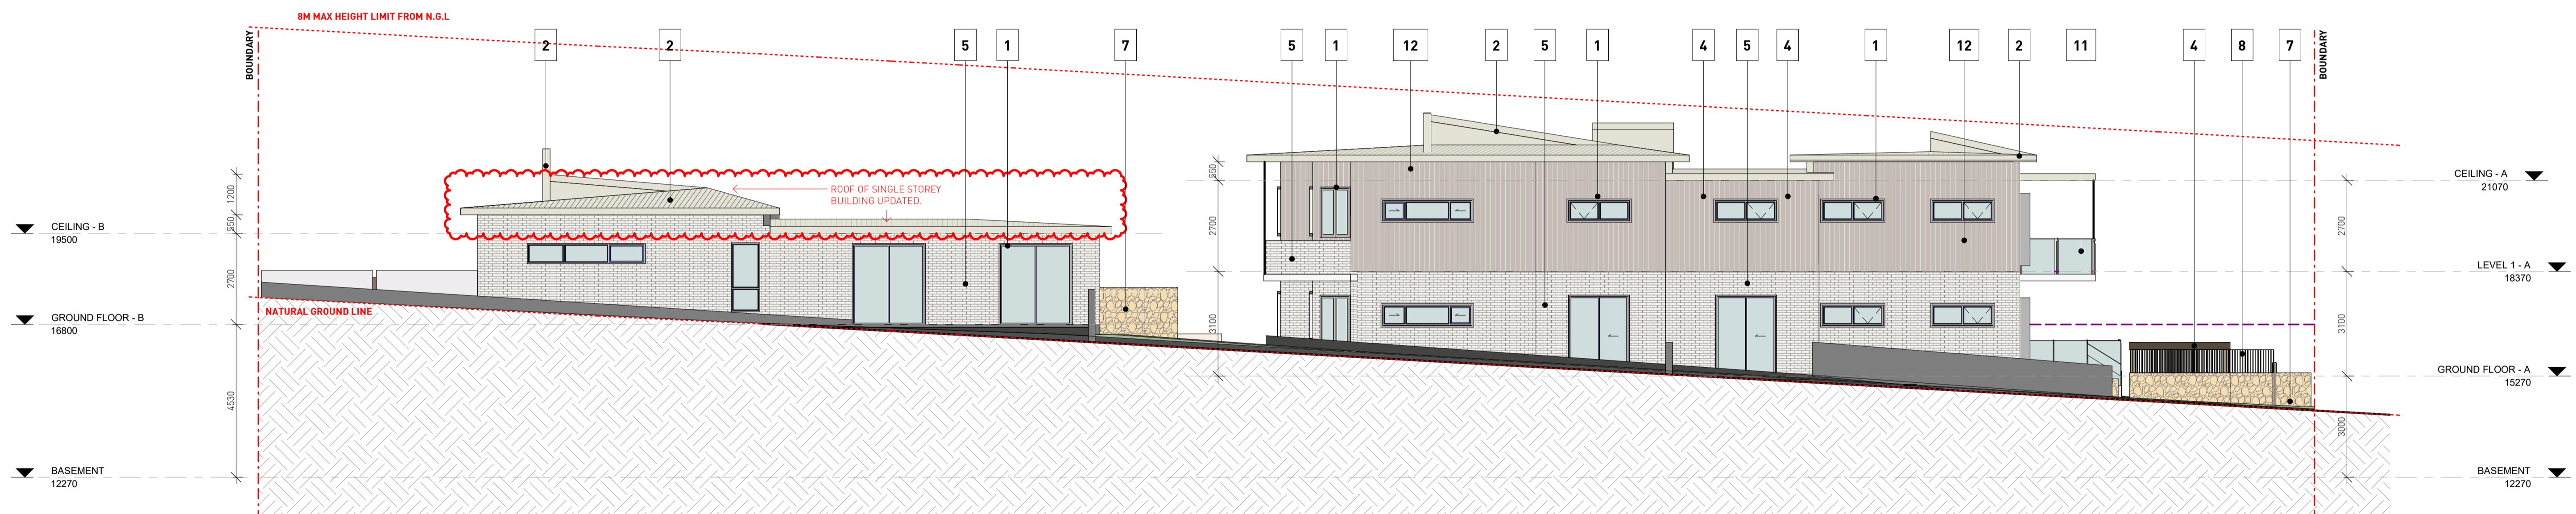 8M MAX HEIGHT LIMIT FROM N.G.L
BOUNDARY
2
2
5
1
7
5
1
12
2
5
1
4
5
4
1
12
2
11
4
8
7
BOUNDARY
ROOF OF SINGLE STOREY
BUILDING UPDATED.
CEILING - B
19500
GROUND FLOOR - B
16800
BASEMENT
12270
1200
550
2700
4530
NATURAL GROUND LINE
550
2700
3100
2700
3100
3000
CEILING - A
21070
LEVEL 1 - A
18370
GROUND FLOOR - A
15270
BASEMENT
12270